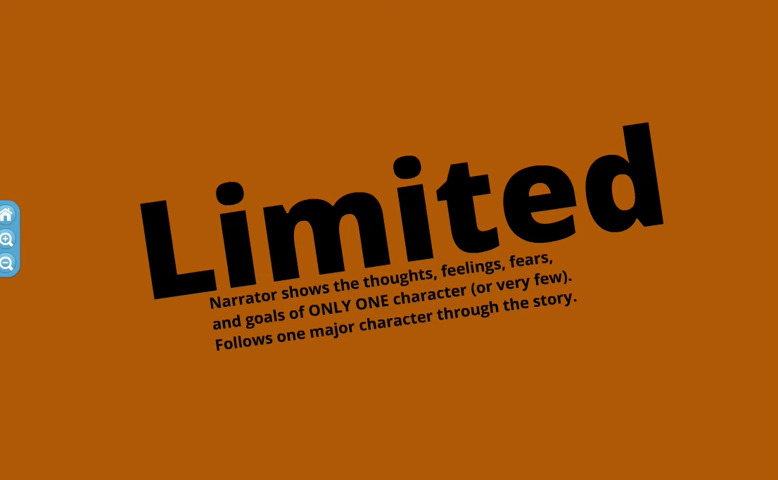 Limited
Narrator shows the thoughts, feelings, fears,
and goals of ONLY ONE character (or very few).
Follows one major character through the story.